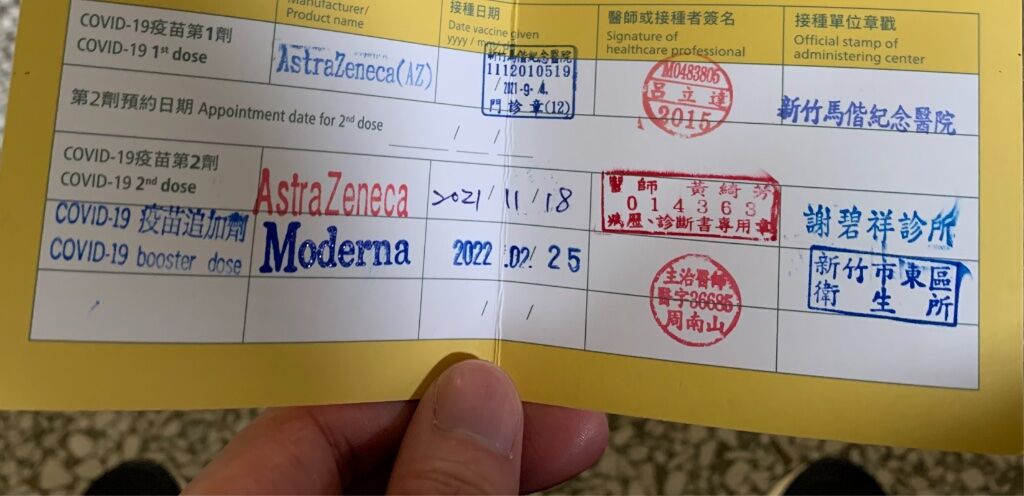 Manufacturer/
Product name
接種日期
Date vaccine given
yyyy / mm
醫師或接種者簽名
Signature of
healthcare professional
接種單位章戳
Official stamp of
administering center
COVID-19疫苗第1劑
COVID-19 1st dose
AstraZeneca(AZ)
新竹馬偕紀念醫院
1112010519
2021-9-4.
門診章(12)
M0483805
呂立達
2015
新竹馬偕紀念醫院
第2劑預約日期 Appointment date for 2nd dose
/ /
COVID-19疫苗第2劑
COVID-19 2nd dose
AstraZeneca
2021/11/18
醫師 黃綺芳
014363
病歷、診斷書專用章
謝碧祥診所
COVID-19 疫苗追加劑
COVID-19 booster dose
Moderna
2022.02/25
主治醫師
醫字36685
周南山
新竹市東區
衛生所
/ /